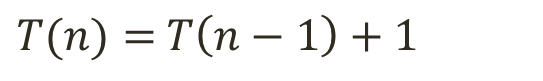 T(n) = T(n − 1) + 1